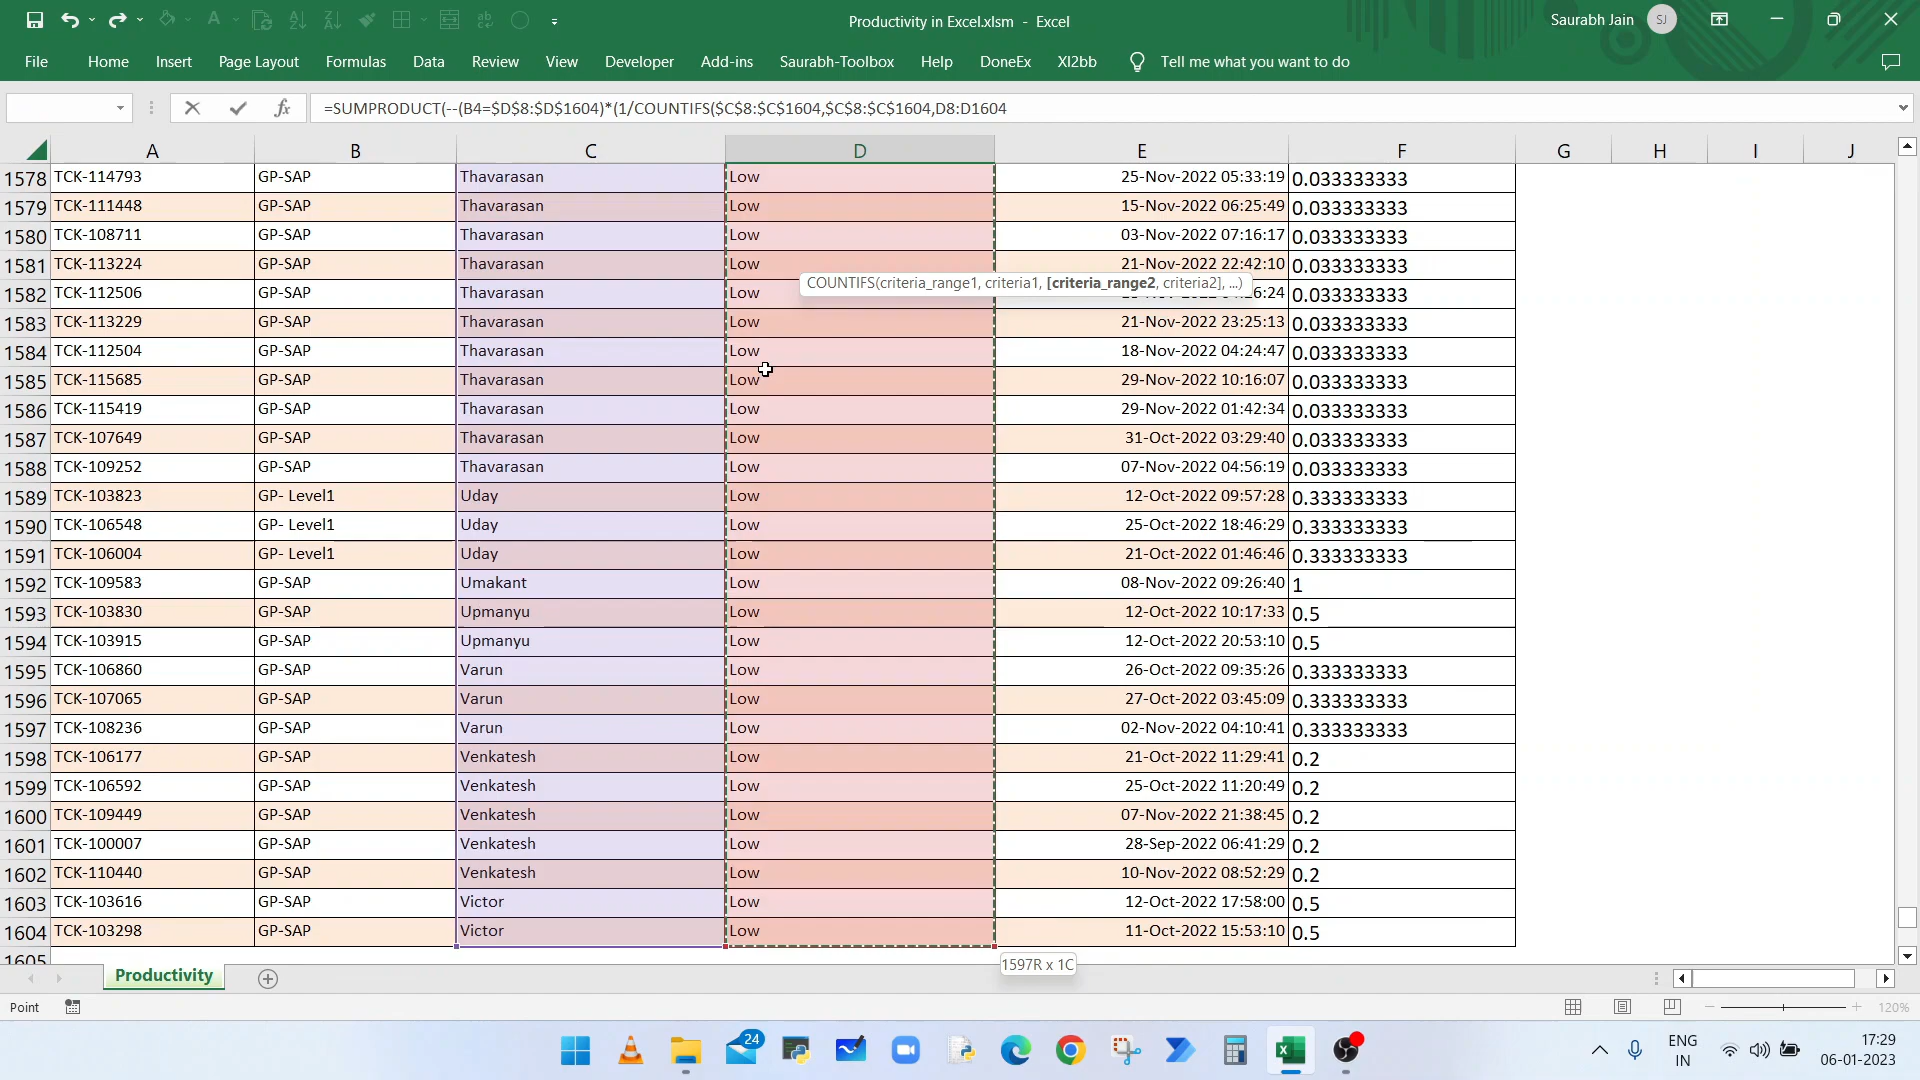 Productivity in Excel.xlsm - Excel
Saurabh Jain SJ
File Home Insert Page Layout Formulas Data Review View Developer Add-ins Saurabh-Toolbox Help DoneEx Xl2bb Tell me what you want to do
fx =SUMPRODUCT(--(B4=$D$8:$D$1604)*(1/COUNTIFS($C$8:$C$1604,$C$8:$C$1604,D8:D1604
A B C D E F G H I J
1578 TCK-114793 GP-SAP Thavarasan Low 25-Nov-2022 05:33:19 0.033333333
1579 TCK-111448 GP-SAP Thavarasan Low 15-Nov-2022 06:25:49 0.033333333
1580 TCK-108711 GP-SAP Thavarasan Low 03-Nov-2022 07:16:17 0.033333333
1581 TCK-113224 GP-SAP Thavarasan Low 21-Nov-2022 22:42:10 0.033333333
COUNTIFS(criteria_range1, criteria1, [criteria_range2, criteria2], ...)
1582 TCK-112506 GP-SAP Thavarasan Low 0.033333333
1583 TCK-113229 GP-SAP Thavarasan Low 21-Nov-2022 23:25:13 0.033333333
1584 TCK-112504 GP-SAP Thavarasan Low 18-Nov-2022 04:24:47 0.033333333
1585 TCK-115685 GP-SAP Thavarasan Low 29-Nov-2022 10:16:07 0.033333333
1586 TCK-115419 GP-SAP Thavarasan Low 29-Nov-2022 01:42:34 0.033333333
1587 TCK-107649 GP-SAP Thavarasan Low 31-Oct-2022 03:29:40 0.033333333
1588 TCK-109252 GP-SAP Thavarasan Low 07-Nov-2022 04:56:19 0.033333333
1589 TCK-103823 GP- Level1 Uday Low 12-Oct-2022 09:57:28 0.333333333
1590 TCK-106548 GP- Level1 Uday Low 25-Oct-2022 18:46:29 0.333333333
1591 TCK-106004 GP- Level1 Uday Low 21-Oct-2022 01:46:46 0.333333333
1592 TCK-109583 GP-SAP Umakant Low 08-Nov-2022 09:26:40 1
1593 TCK-103830 GP-SAP Upmanyu Low 12-Oct-2022 10:17:33 0.5
1594 TCK-103915 GP-SAP Upmanyu Low 12-Oct-2022 20:53:10 0.5
1595 TCK-106860 GP-SAP Varun Low 26-Oct-2022 09:35:26 0.333333333
1596 TCK-107065 GP-SAP Varun Low 27-Oct-2022 03:45:09 0.333333333
1597 TCK-108236 GP-SAP Varun Low 02-Nov-2022 04:10:41 0.333333333
1598 TCK-106177 GP-SAP Venkatesh Low 21-Oct-2022 11:29:41 0.2
1599 TCK-106592 GP-SAP Venkatesh Low 25-Oct-2022 11:20:49 0.2
1600 TCK-109449 GP-SAP Venkatesh Low 07-Nov-2022 21:38:45 0.2
1601 TCK-100007 GP-SAP Venkatesh Low 28-Sep-2022 06:41:29 0.2
1602 TCK-110440 GP-SAP Venkatesh Low 10-Nov-2022 08:52:29 0.2
1603 TCK-103616 GP-SAP Victor Low 12-Oct-2022 17:58:00 0.5
1604 TCK-103298 GP-SAP Victor Low 11-Oct-2022 15:53:10 0.5
1605
1597R x 1C
Productivity
Point
120%
24
ENG
IN
17:29
06-01-2023